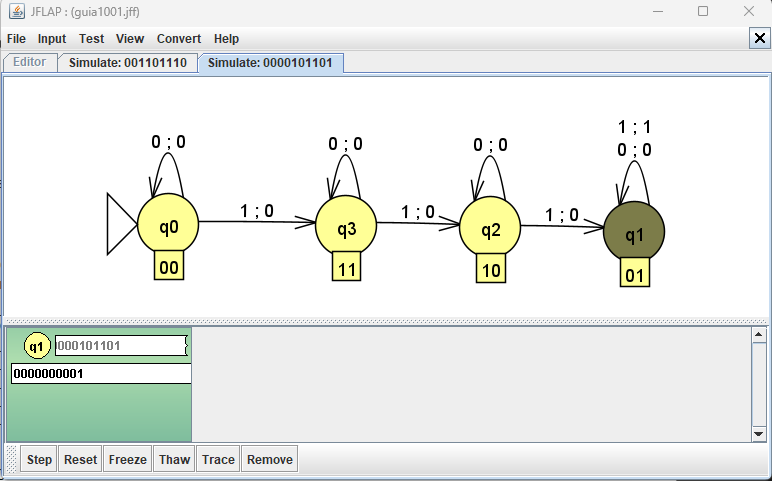 JFLAP : (guia1001.jff)
File Input Test View Convert Help
Editor Simulate: 001101110 Simulate: 0000101101
1 ; 1
0 ; 0 0 ; 0 0 ; 0 0 ; 0
1 ; 0 1 ; 0 1 ; 0
q0 q3 q2 q1
00 11 10 01
q1 0000101101
0000000001
Step Reset Freeze Thaw Trace Remove